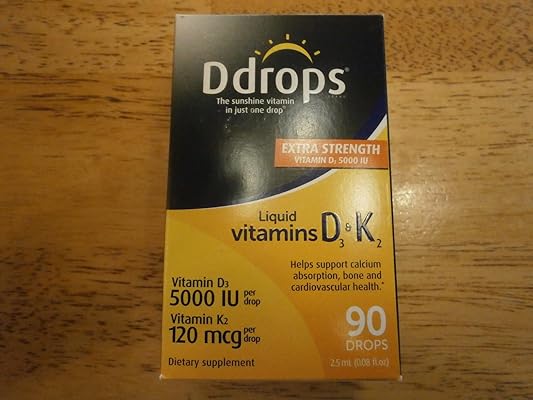 Ddrops®
The sunshine vitamin
in just one drop®
EXTRA STRENGTH
VITAMIN D3 5000 IU
Liquid
vitamins D3 & K2
Helps support calcium
absorption, bone and
cardiovascular health.*
Vitamin D3
5000 IU per drop
Vitamin K2
120 mcg per drop
90
DROPS
Dietary supplement
2.5 mL (0.08 fl oz)